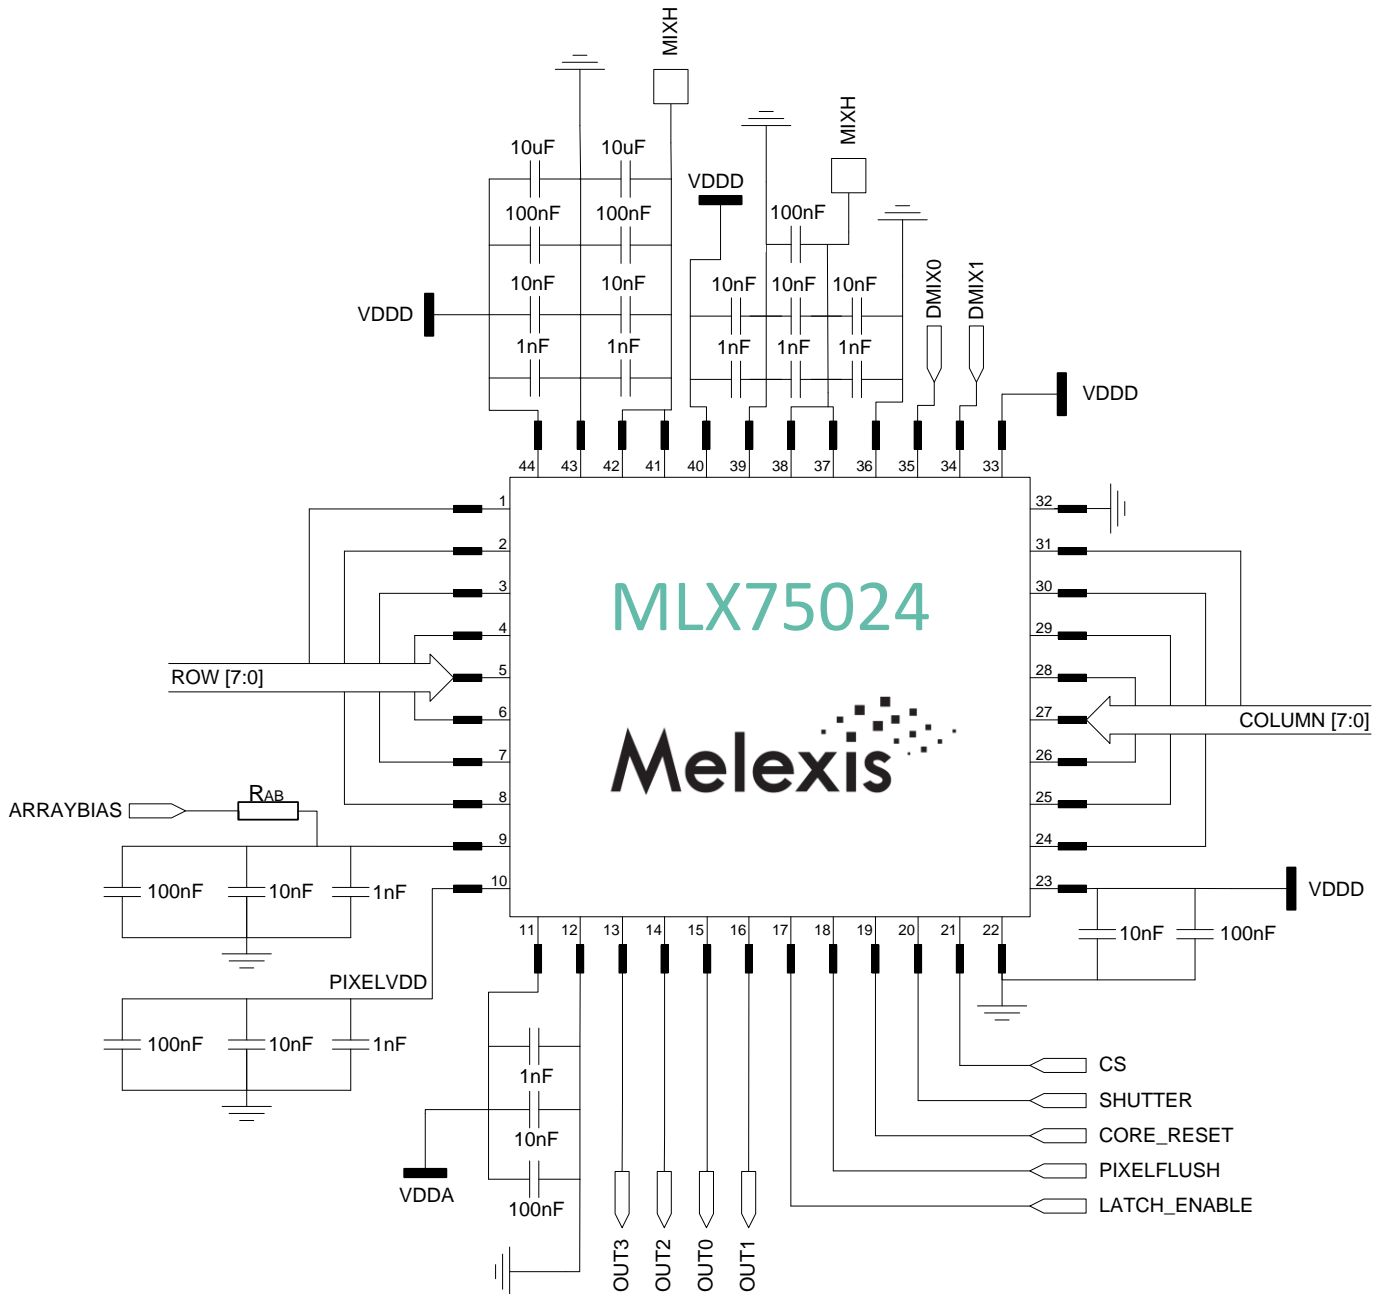 MIXH
MIXH
10uF 10uF
VDDD
100nF 100nF 100nF
DMIX0
DMIX1
10nF 10nF 10nF 10nF 10nF
VDDD
1nF 1nF 1nF 1nF 1nF
VDDD
44 43 42 41 40 39 38 37 36 35 34 33
1 32
2 31
3 30
MLX75024
4 29
ROW [7:0] 5 28
6 27 COLUMN [7:0]
Melexis
7 26
RAB
8 25
ARRAYBIAS
9 24
100nF 10nF 1nF 10 23 VDDD
11 12 13 14 15 16 17 18 19 20 21 22
10nF 100nF
PIXELVDD
100nF 10nF 1nF
CS
1nF
SHUTTER
10nF
CORE_RESET
PIXELFLUSH
VDDA
100nF
LATCH_ENABLE
OUT3
OUT2
OUT0
OUT1